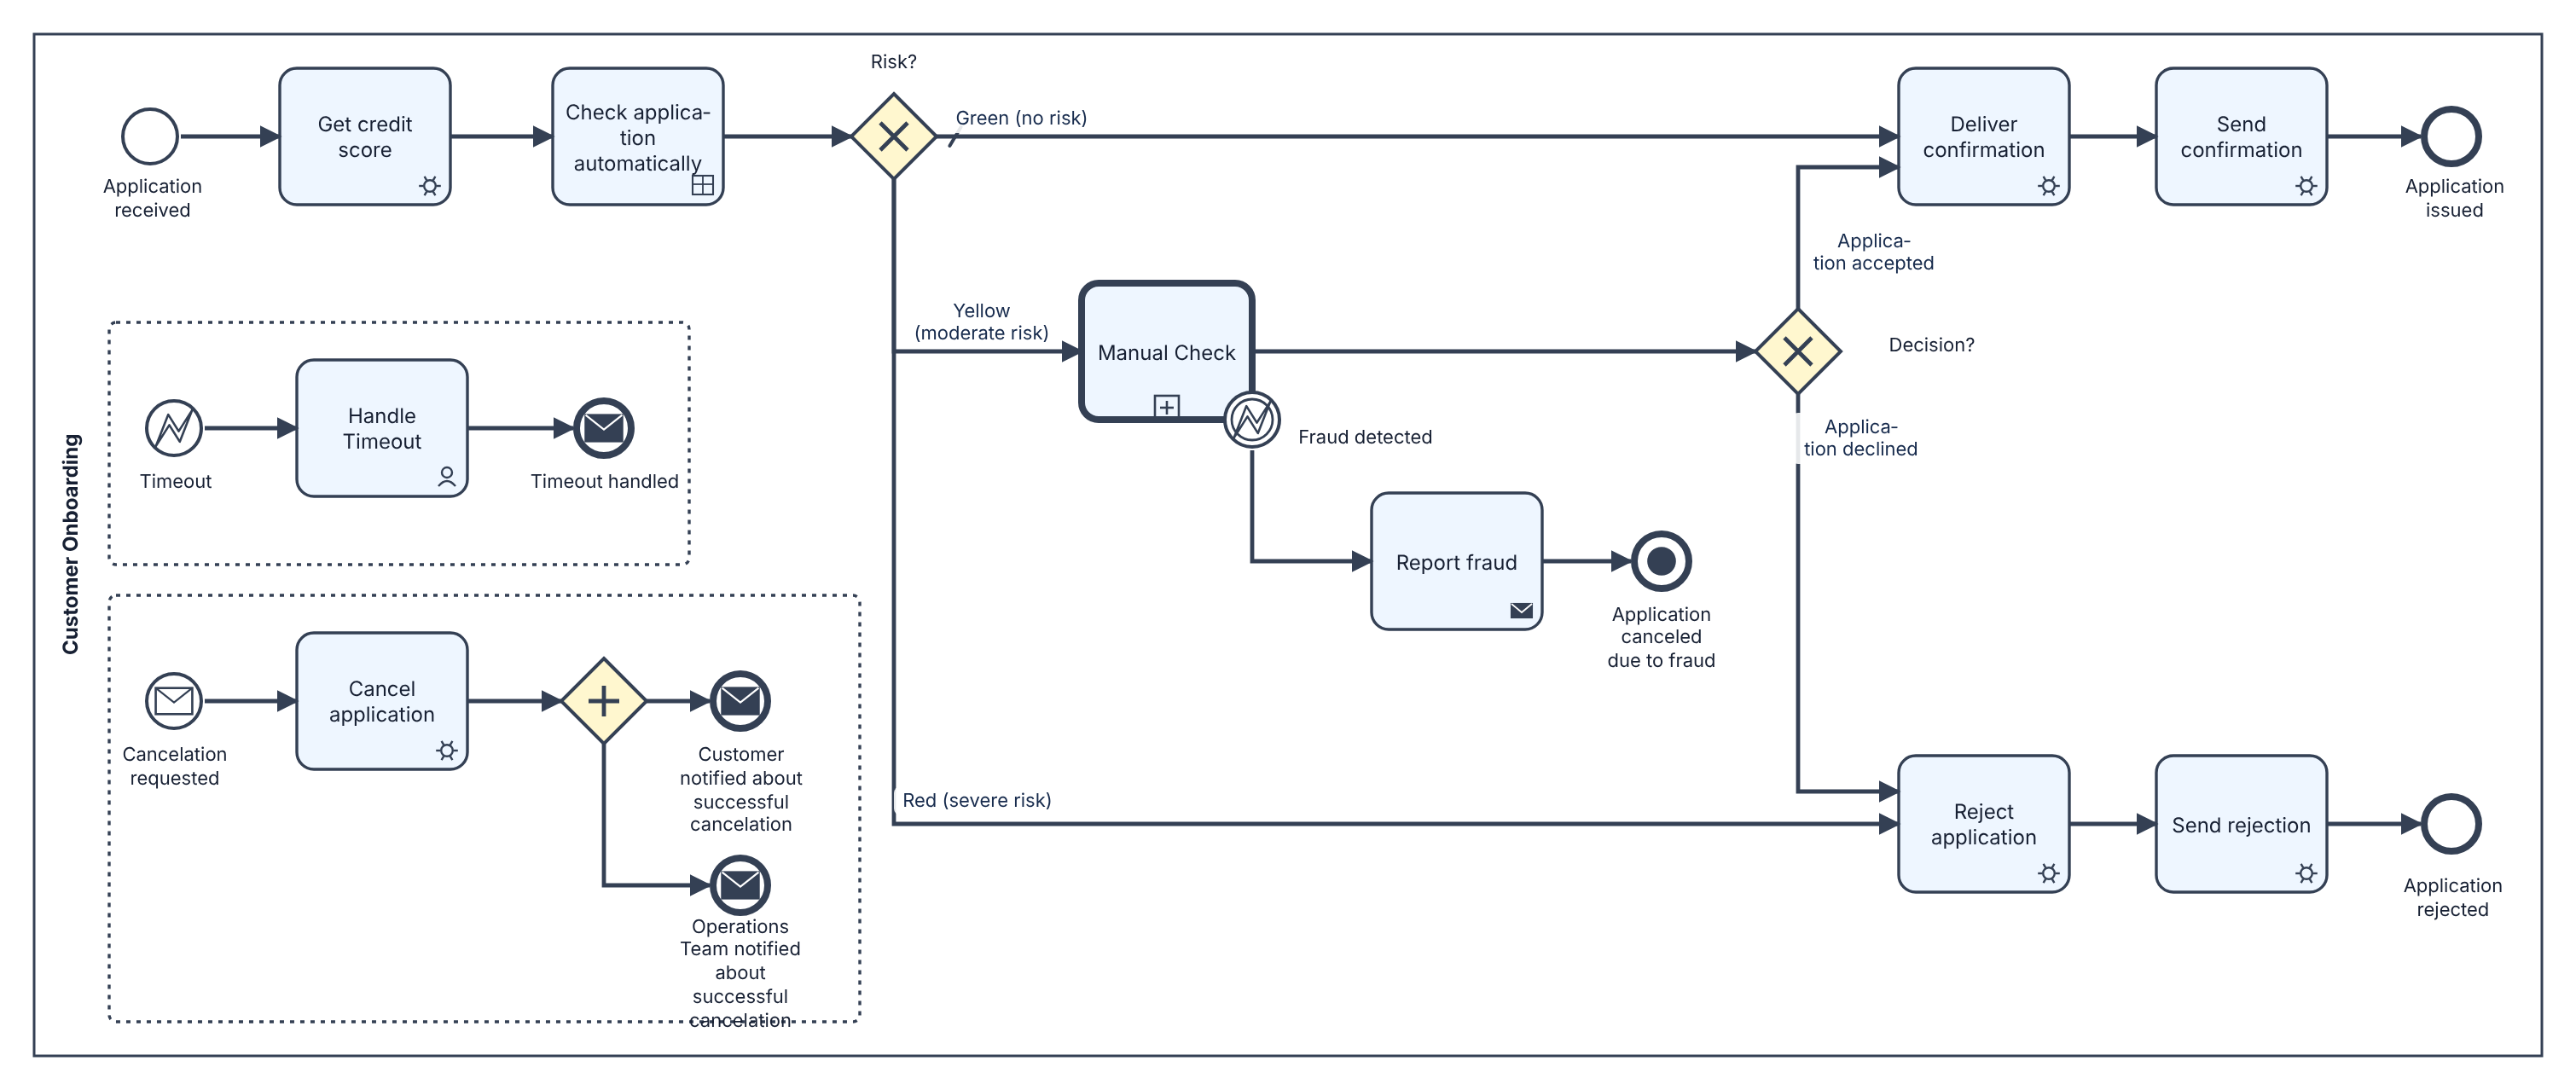 Customer Onboarding
Application
received
Get credit
score
Check applica-
tion
automatically
Risk?
Green (no risk)
Deliver
confirmation
Send
confirmation
Application
issued
Applica-
tion accepted
Yellow
(moderate risk)
Manual Check
Decision?
Fraud detected
Applica-
tion declined
Report fraud
Application
canceled
due to fraud
Timeout
Handle
Timeout
Timeout handled
Cancelation
requested
Cancel
application
Customer
notified about
successful
cancelation
Operations
Team notified
about
successful
cancelation
Red (severe risk)
Reject
application
Send rejection
Application
rejected